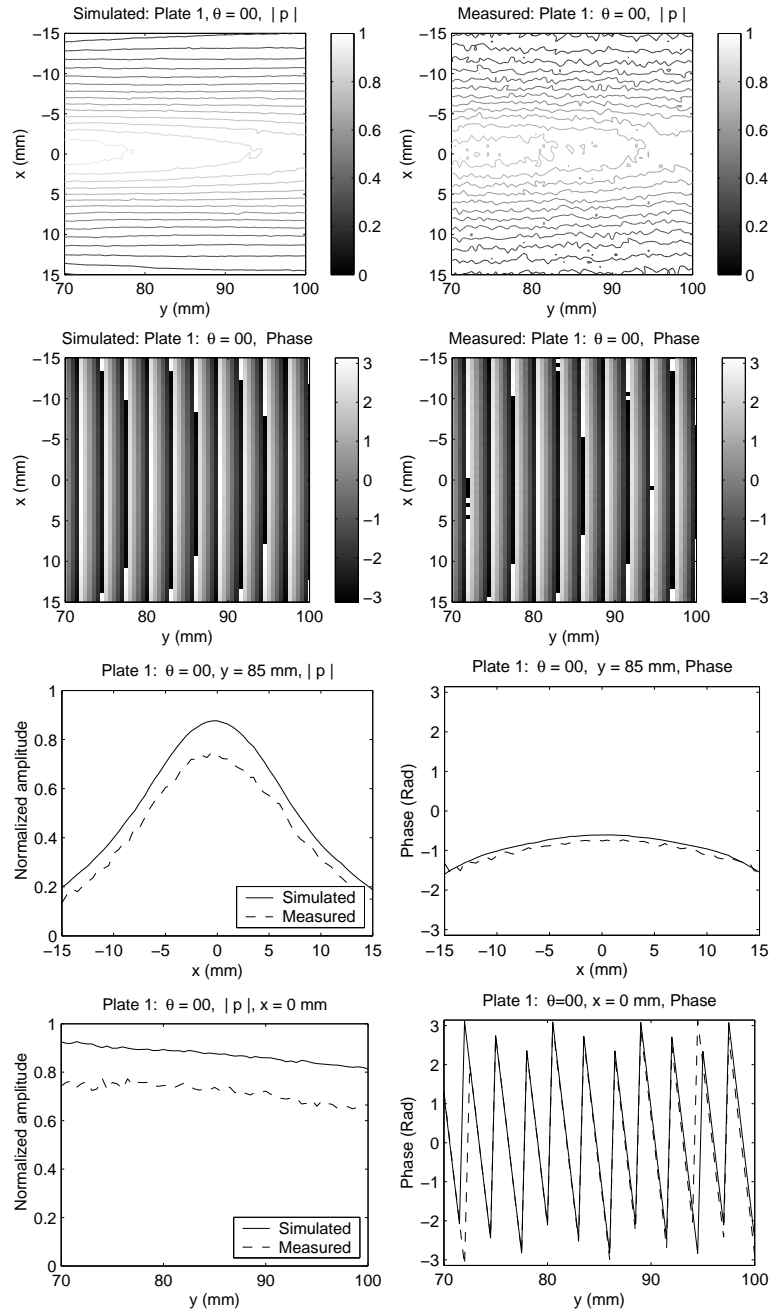 Simulated: Plate 1, θ = 00, | p |
−15
−10
−5
0
5
10
15
x (mm)
70 80 90 100
y (mm)
1
0.8
0.6
0.4
0.2
0
Measured: Plate 1: θ = 00, | p |
−15
−10
−5
0
5
10
15
x (mm)
70 80 90 100
y (mm)
1
0.8
0.6
0.4
0.2
0
Simulated: Plate 1: θ = 00, Phase
−15
−10
−5
0
5
10
15
x (mm)
70 80 90 100
y (mm)
3
2
1
0
−1
−2
−3
Measured: Plate 1: θ = 00, Phase
−15
−10
−5
0
5
10
15
x (mm)
70 80 90 100
y (mm)
3
2
1
0
−1
−2
−3
Plate 1: θ = 00, y = 85 mm, | p |
1
0.8
0.6
0.4
0.2
0
Normalized amplitude
Simulated
Measured
−15 −10 −5 0 5 10 15
x (mm)
Plate 1: θ = 00, y = 85 mm, Phase
3
2
1
0
−1
−2
−3
Phase (Rad)
−15 −10 −5 0 5 10 15
x (mm)
Plate 1: θ = 00, | p |, x = 0 mm
1
0.8
0.6
0.4
0.2
0
Normalized amplitude
Simulated
Measured
70 80 90 100
y (mm)
Plate 1: θ=00, x = 0 mm, Phase
3
2
1
0
−1
−2
−3
Phase (Rad)
70 80 90 100
y (mm)